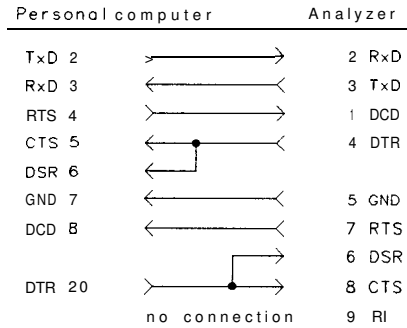 Personal computer Analyzer
TxD 2 2 RxD
RxD 3 3 TxD
RTS 4 1 DCD
CTS 5 4 DTR
DSR 6
GND 7 5 GND
DCD 8 7 RTS
6 DSR
DTR 20 8 CTS
no connection 9 RI